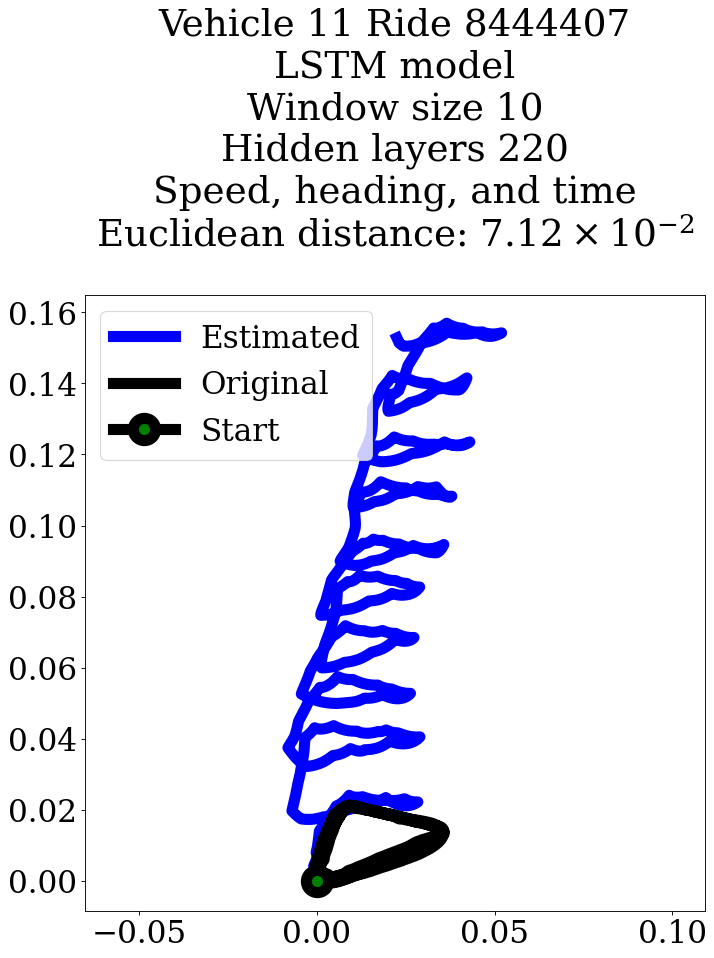 Vehicle 11 Ride 8444407
LSTM model
Window size 10
Hidden layers 220
Speed, heading, and time
Euclidean distance: 7.12 × 10⁻²
0.16
0.14
0.12
0.10
0.08
0.06
0.04
0.02
0.00
Estimated
Original
Start
−0.05
0.00
0.05
0.10